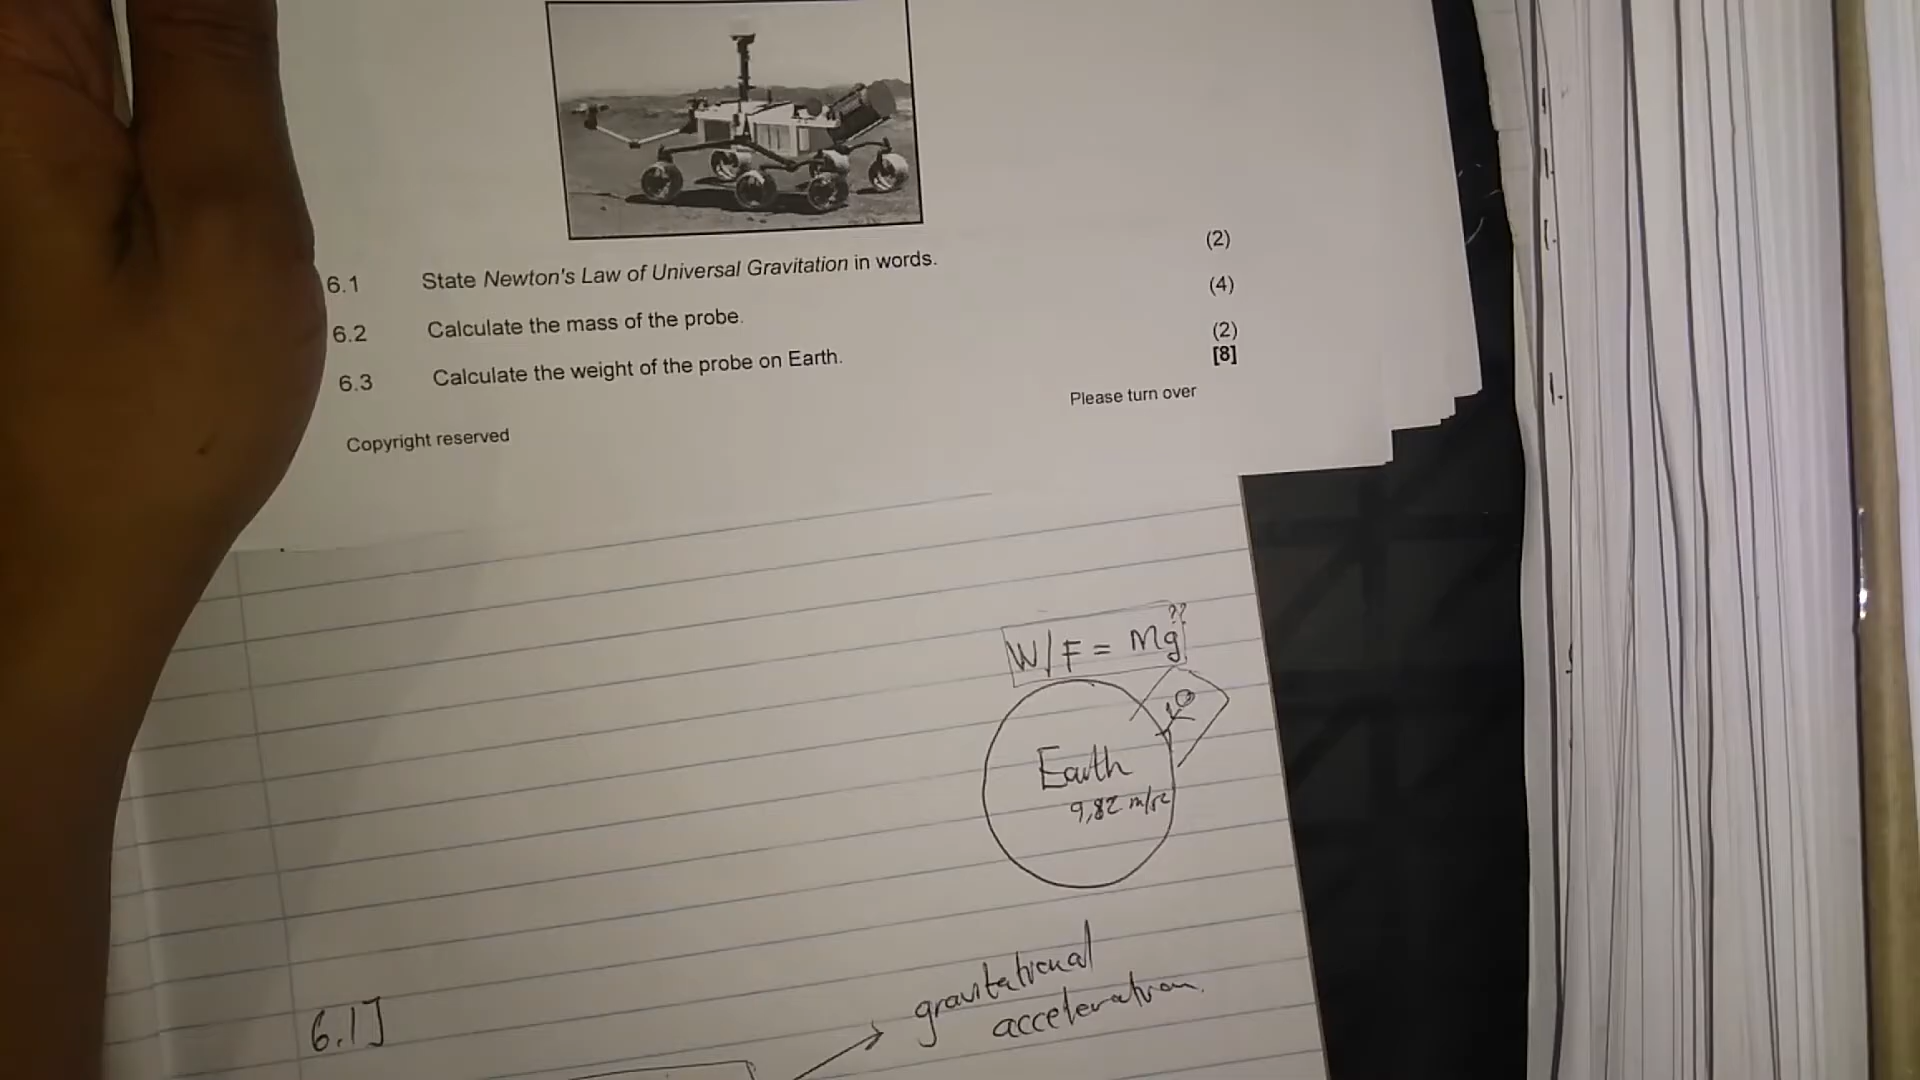 6.1 State Newton's Law of Universal Gravitation in words. (2)
6.2 Calculate the mass of the probe. (4)
6.3 Calculate the weight of the probe on Earth. (2)
[8]
Please turn over
Copyright reserved
??
W/F = Mg
Earth
9,82 m/s2
gravitational
acceleration.
6.1]